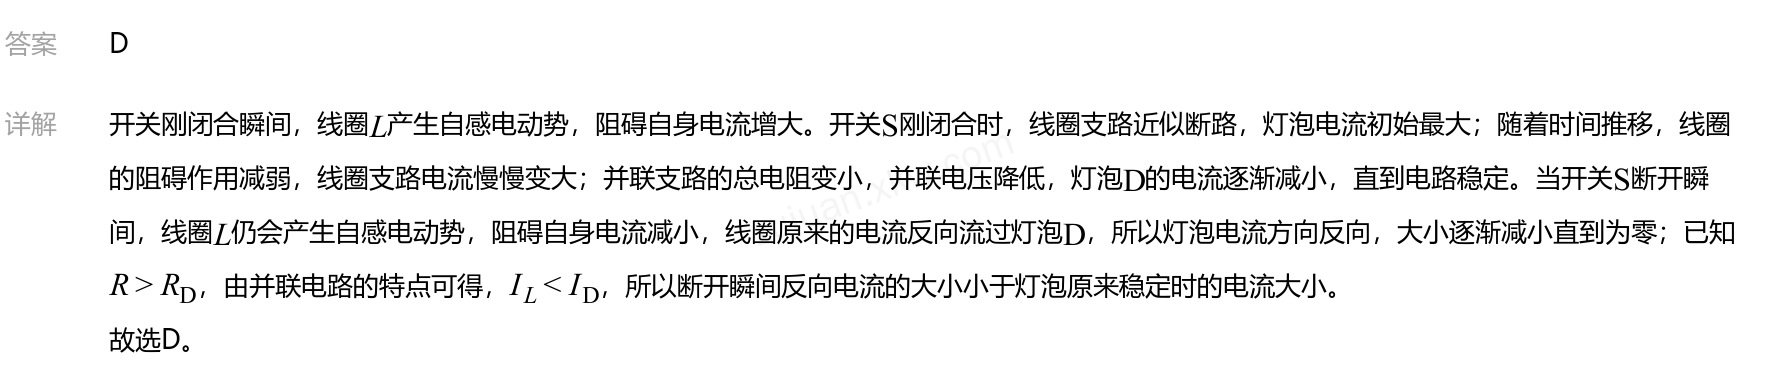 答案 D
详解 开关刚闭合瞬间，线圈L产生自感电动势，阻碍自身电流增大。开关S刚闭合时，线圈支路近似断路，灯泡电流初始最大；随着时间推移，线圈
的阻碍作用减弱，线圈支路电流慢慢变大；并联支路的总电阻变小，并联电压降低，灯泡D的电流逐渐减小，直到电路稳定。当开关S断开瞬
间，线圈L仍会产生自感电动势，阻碍自身电流减小，线圈原来的电流反向流过灯泡D，所以灯泡电流方向反向，大小逐渐减小直到为零；已知
R > R_D，由并联电路的特点可得，I_L < I_D，所以断开瞬间反向电流的大小小于灯泡原来稳定时的电流大小。
故选D。